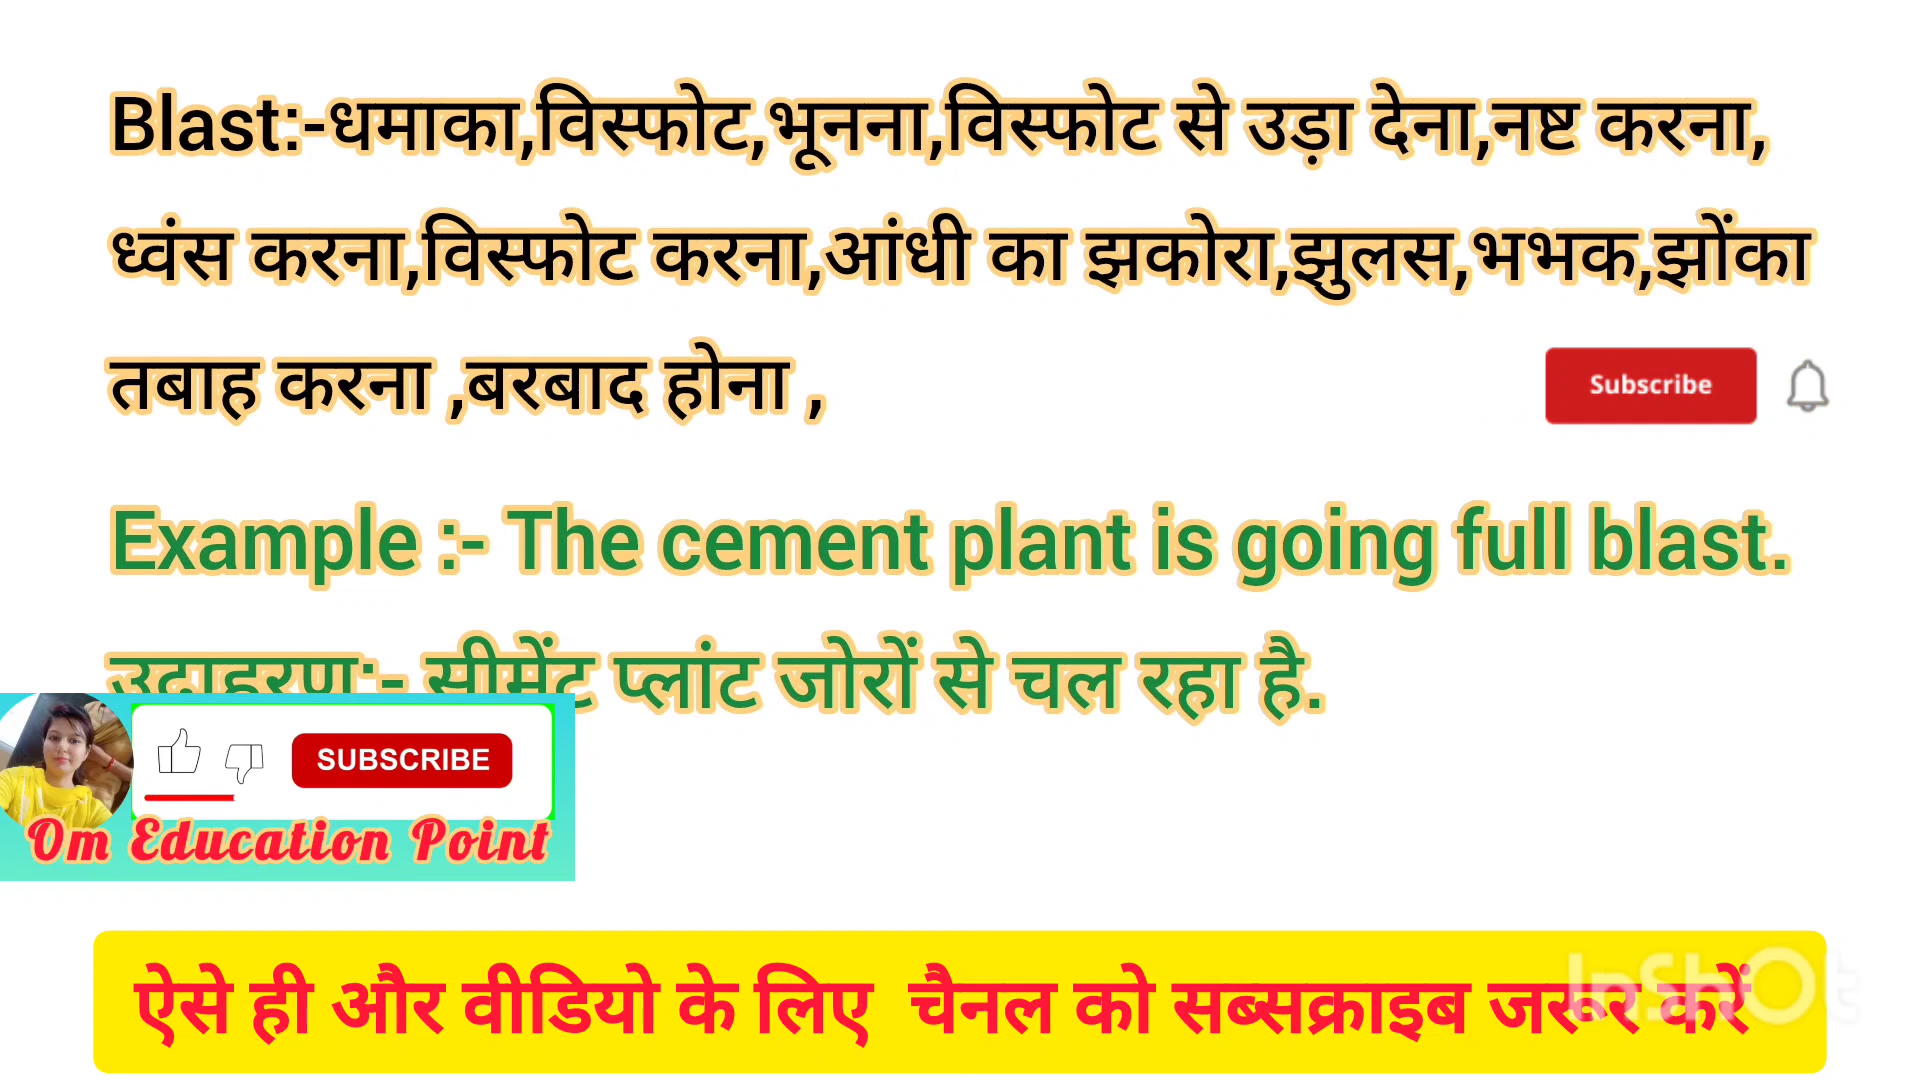 Blast:-धमाका,विस्फोट,भूनना,विस्फोट से उड़ा देना,नष्ट करना,
ध्वंस करना,विस्फोट करना,आंधी का झकोरा,झुलस,भभक,झोंका
तबाह करना ,बरबाद होना ,
Subscribe
Example :- The cement plant is going full blast.
उदाहरण:- सीमेंट प्लांट जोरों से चल रहा है.
SUBSCRIBE
Om Education Point
ऐसे ही और वीडियो के लिए चैनल को सब्सक्राइब जरूर करें
InShOt